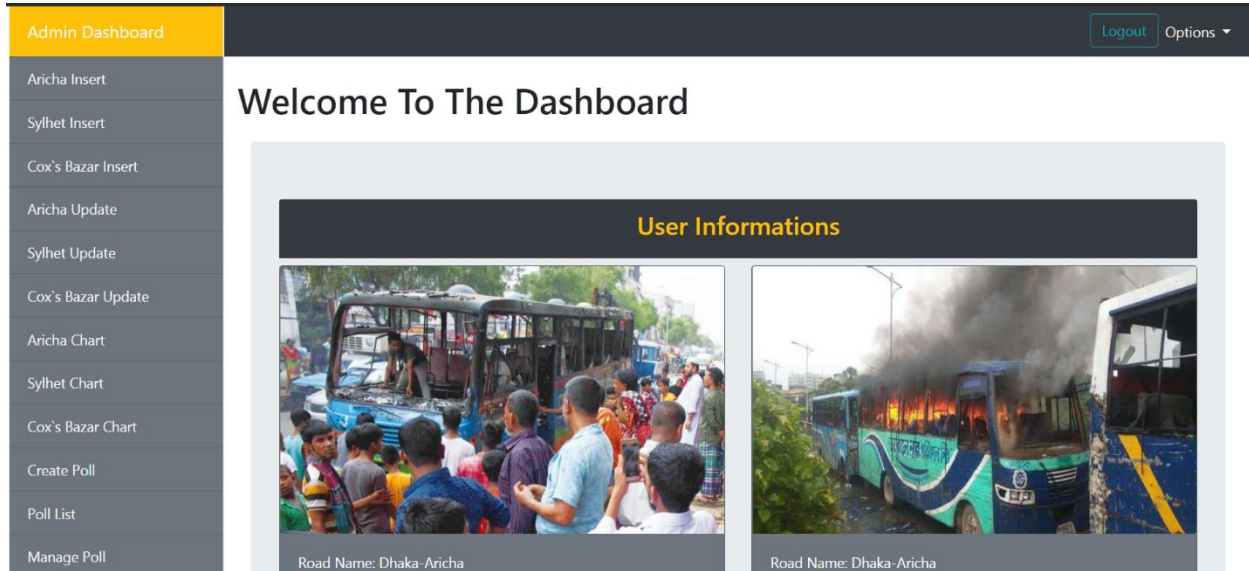 Admin Dashboard
Logout Options
Aricha Insert
Sylhet Insert
Cox`s Bazar Insert
Aricha Update
Sylhet Update
Cox`s Bazar Update
Aricha Chart
Sylhet Chart
Cox`s Bazar Chart
Create Poll
Poll List
Manage Poll
Welcome To The Dashboard
User Informations
Road Name: Dhaka-Aricha
Road Name: Dhaka-Aricha